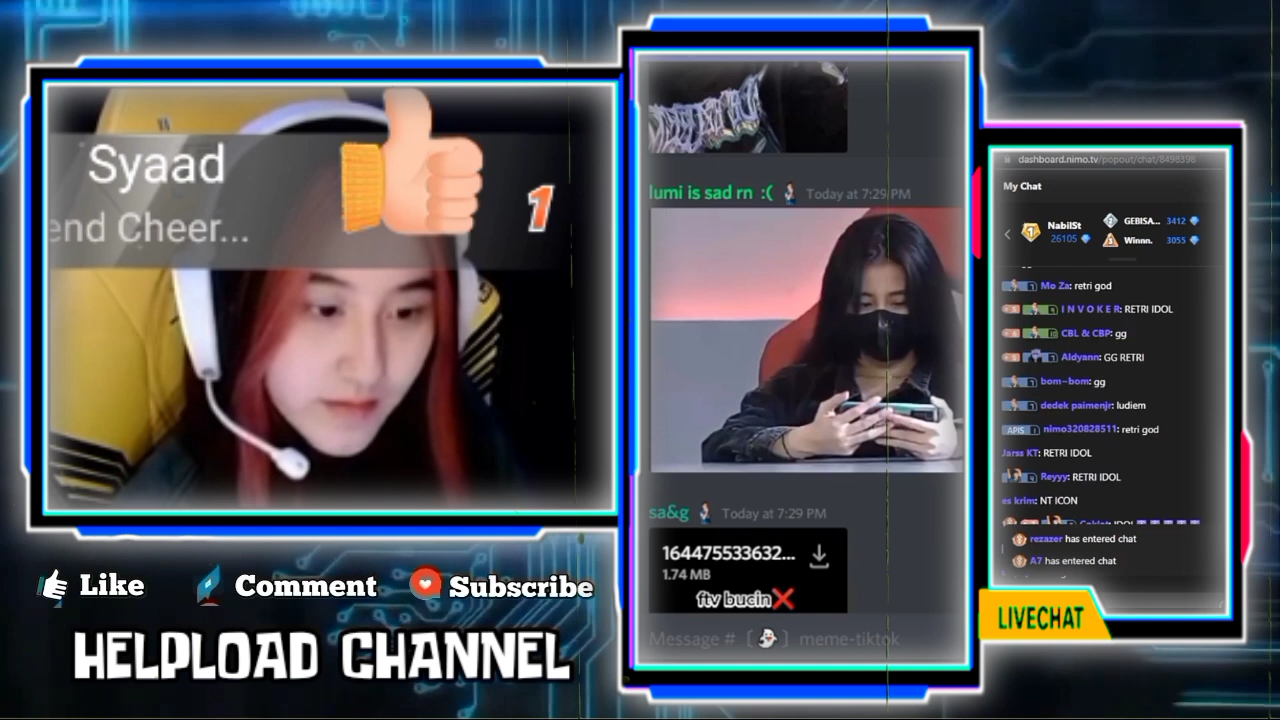 Syaad
end Cheer...
1
Like
Comment
Subscribe
HELPLOAD CHANNEL
lumi is sad rn :( Today at 7:29 PM
sa&g Today at 7:29 PM
164475533632...
1.74 MB
ftv bucin❌
Message # [👻] meme-tiktok
dashboard.nimo.tv/popout/chat/8498398
My Chat
1 NabilSt
26105
2 GEBISA... 3412
3 Winnn. 3055
Mo Za: retri god
I N V O K E R: RETRI IDOL
CBL & CBP: gg
Aldyann: GG RETRI
bom-bom: gg
dedek paimenjr: ludiem
APIS nimo320828511: retri god
Jarss KT: RETRI IDOL
Reyyy: RETRI IDOL
es krim: NT ICON
rezazer has entered chat
A7 has entered chat
LIVECHAT